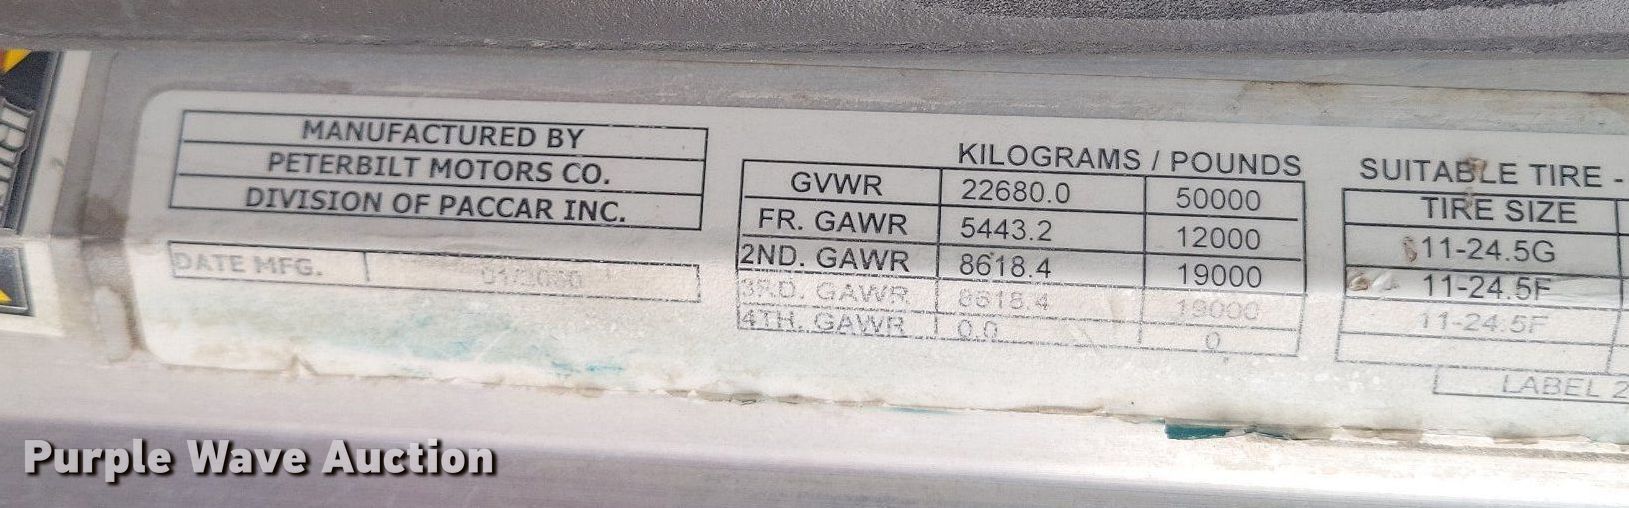 MANUFACTURED BY
PETERBILT MOTORS CO.
DIVISION OF PACCAR INC.
DATE MFG.
KILOGRAMS / POUNDS
GVWR 22680.0 50000
FR. GAWR 5443.2 12000
2ND. GAWR 8618.4 19000
3RD. GAWR 8618.4 19000
4TH. GAWR 0.0 0
SUITABLE TIRE -
TIRE SIZE
11-24.5G
11-24.5F
11-24.5F
LABEL 2
Purple Wave Auction